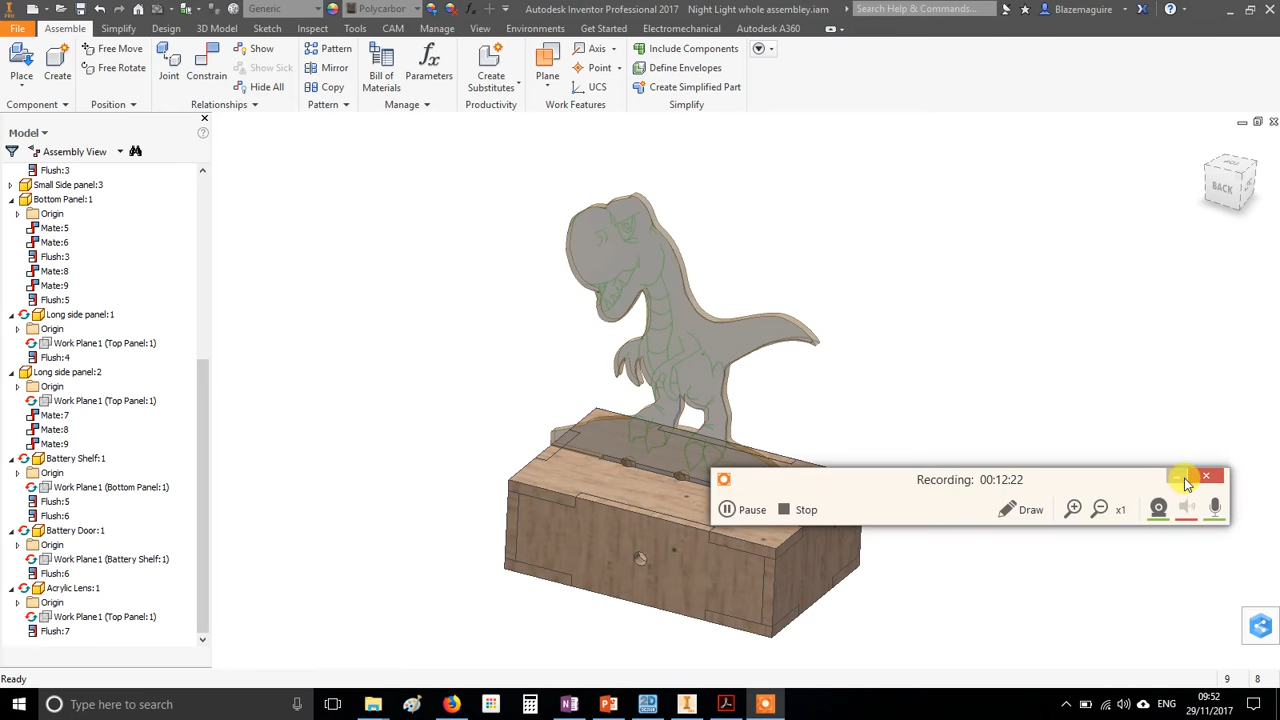 Generic
Polycarbor
Autodesk Inventor Professional 2017
Night Light whole assembly.iam
Search Help & Commands...
Blazemaguire
PRO
File
Assemble
Simplify
Design
3D Model
Sketch
Inspect
Tools
CAM
Manage
View
Environments
Get Started
Electromechanical
Autodesk A360
Place
Create
Free Move
Free Rotate
Joint
Constrain
Show
Show Sick
Hide All
Pattern
Mirror
Copy
Bill of
Materials
fx
Parameters
Create
Substitutes
Plane
Axis
Point
UCS
Include Components
Define Envelopes
Create Simplified Part
Component
Position
Relationships
Pattern
Manage
Productivity
Work Features
Simplify
Model
Assembly View
Flush:3
Small Side panel:3
Bottom Panel:1
Origin
Mate:5
Mate:6
Flush:3
Mate:8
Mate:9
Flush:5
Long side panel:1
Origin
Work Plane1 (Top Panel:1)
Flush:4
Long side panel:2
Origin
Work Plane1 (Top Panel:1)
Mate:7
Mate:8
Mate:9
Battery Shelf:1
Origin
Work Plane1 (Bottom Panel:1)
Flush:5
Flush:6
Battery Door:1
Origin
Work Plane1 (Battery Shelf:1)
Flush:6
Acrylic Lens:1
Origin
Work Plane1 (Top Panel:1)
Flush:7
BACK
Recording: 00:12:22
Pause
Stop
Draw
x1
Ready
9 8
Type here to search
ENG
09:52
29/11/2017